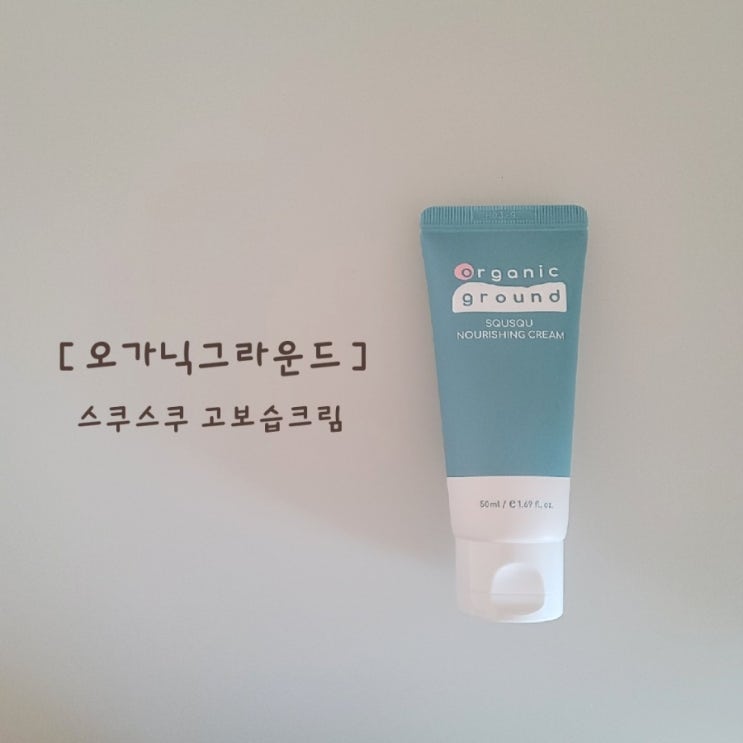 [ 오가닉그라운드 ]
스쿠스쿠 고보습크림
organic
ground
SQUSQU
NOURISHING CREAM
50ml / ℮ 1.69 fl. oz.